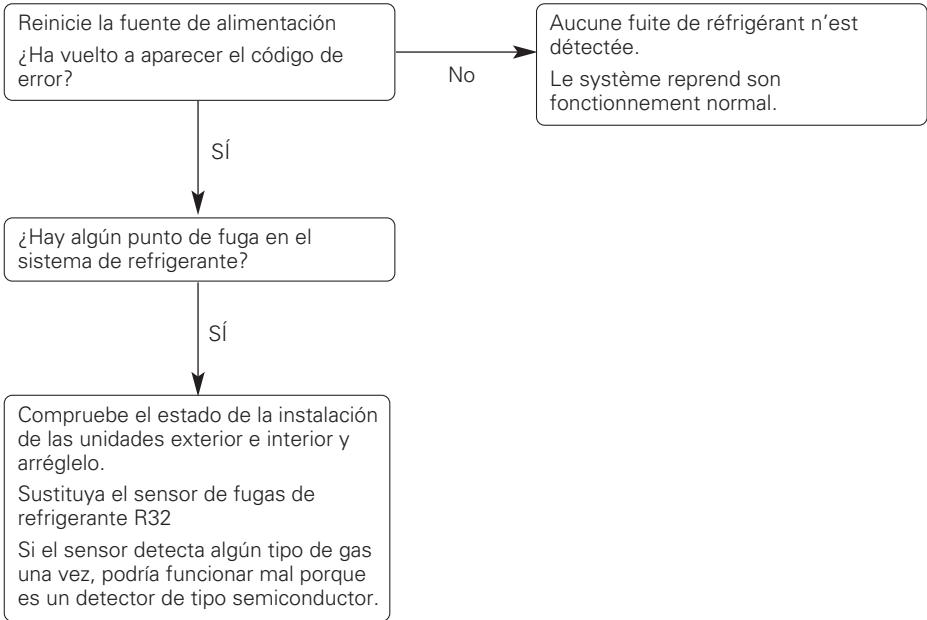 Reinicie la fuente de alimentación
¿Ha vuelto a aparecer el código de
error?
No
Aucune fuite de réfrigérant n'est
détectée.
Le système reprend son
fonctionnement normal.
SÍ
¿Hay algún punto de fuga en el
sistema de refrigerante?
SÍ
Compruebe el estado de la instalación
de las unidades exterior e interior y
arréglelo.
Sustituya el sensor de fugas de
refrigerante R32
Si el sensor detecta algún tipo de gas
una vez, podría funcionar mal porque
es un detector de tipo semiconductor.